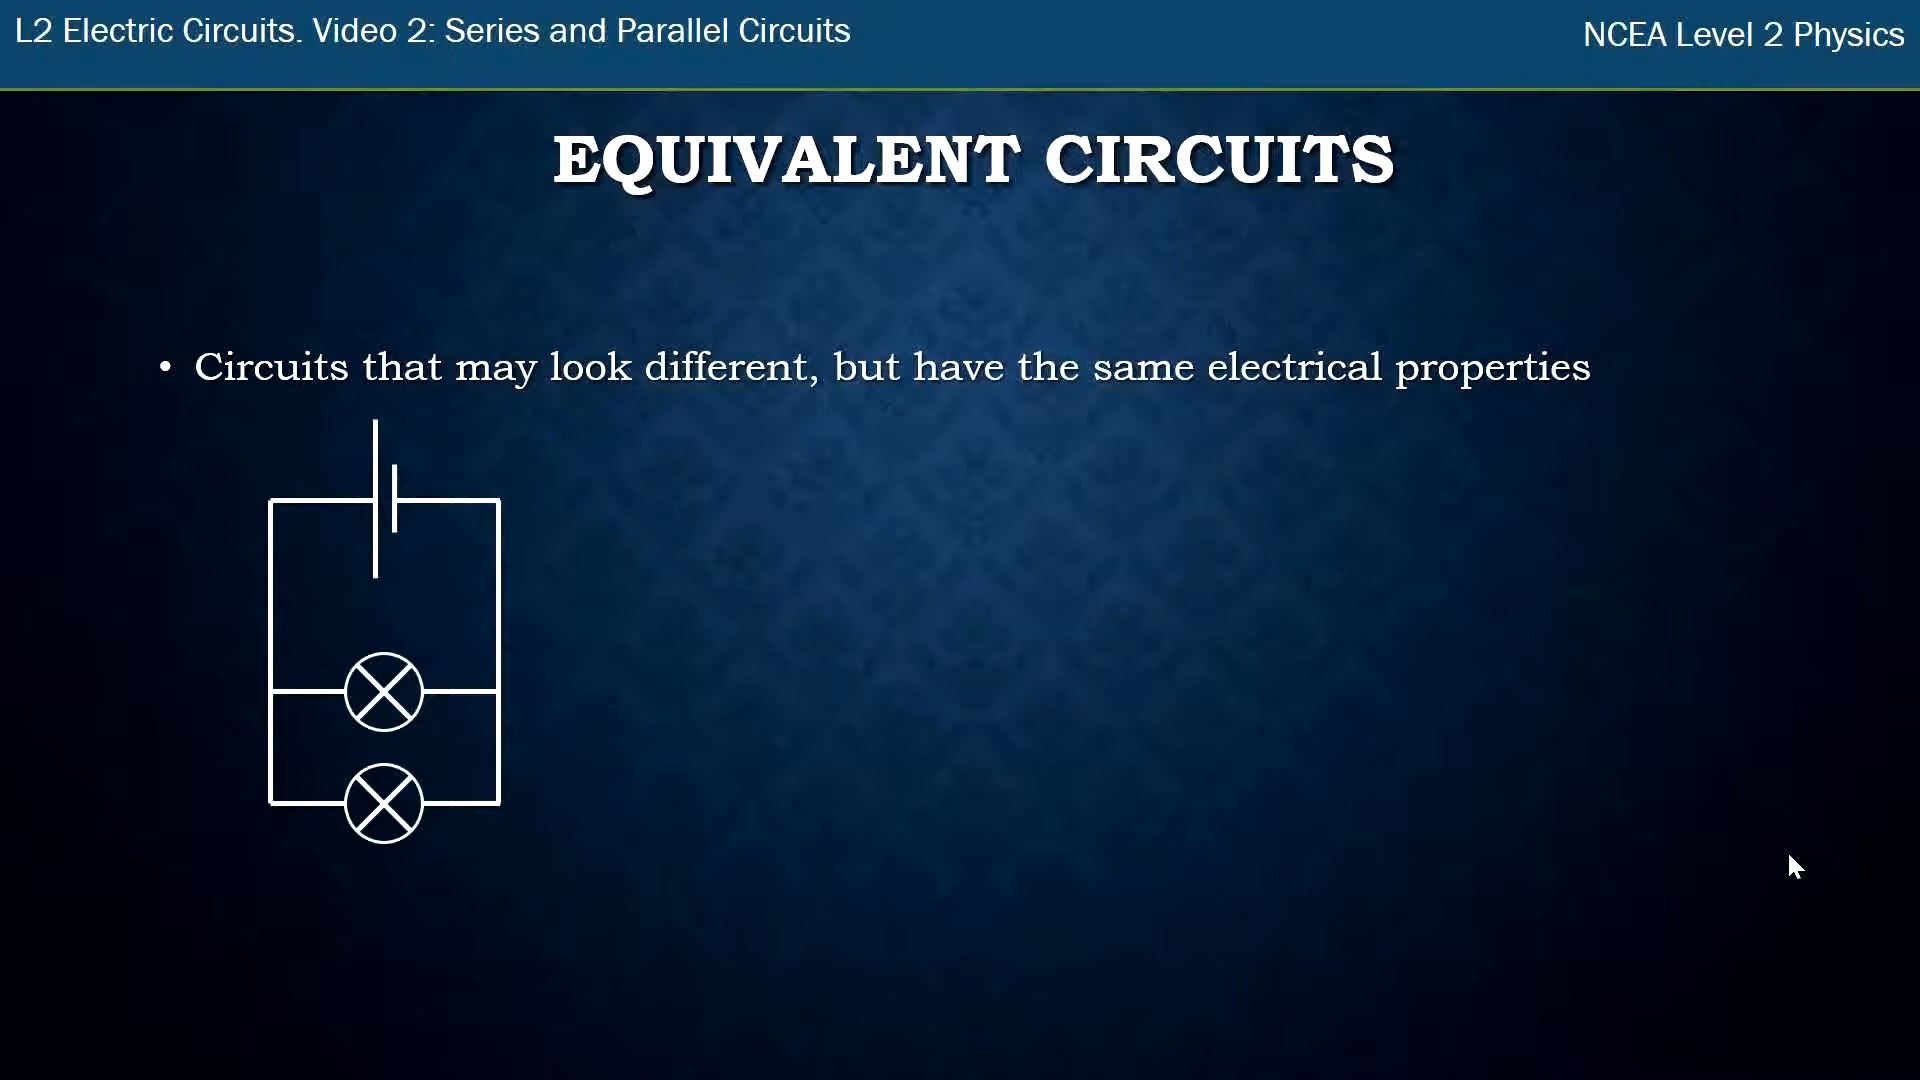 L2 Electric Circuits. Video 2: Series and Parallel Circuits
NCEA Level 2 Physics
EQUIVALENT CIRCUITS
• Circuits that may look different, but have the same electrical properties